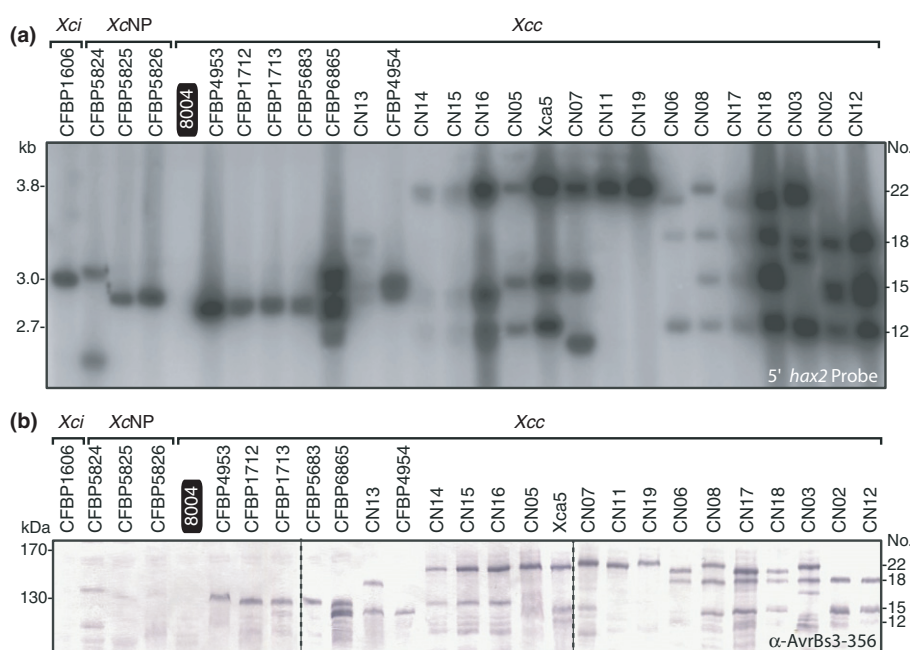 (a)
Xci XcNP Xcc
CFBP1606 CFBP5824 CFBP5825 CFBP5826 8004 CFBP4953 CFBP1712 CFBP1713 CFBP5683 CFBP6865 CN13 CFBP4954 CN14 CN15 CN16 CN05 Xca5 CN07 CN11 CN19 CN06 CN08 CN17 CN18 CN03 CN02 CN12
kb No.
3.8- -22
-18
3.0- -15
2.7- -12
5' hax2 Probe
(b)
Xci XcNP Xcc
CFBP1606 CFBP5824 CFBP5825 CFBP5826 8004 CFBP4953 CFBP1712 CFBP1713 CFBP5683 CFBP6865 CN13 CFBP4954 CN14 CN15 CN16 CN05 Xca5 CN07 CN11 CN19 CN06 CN08 CN17 CN18 CN03 CN02 CN12
kDa No.
170-
-22
-18
130-
-15
-12
α-AvrBs3-356